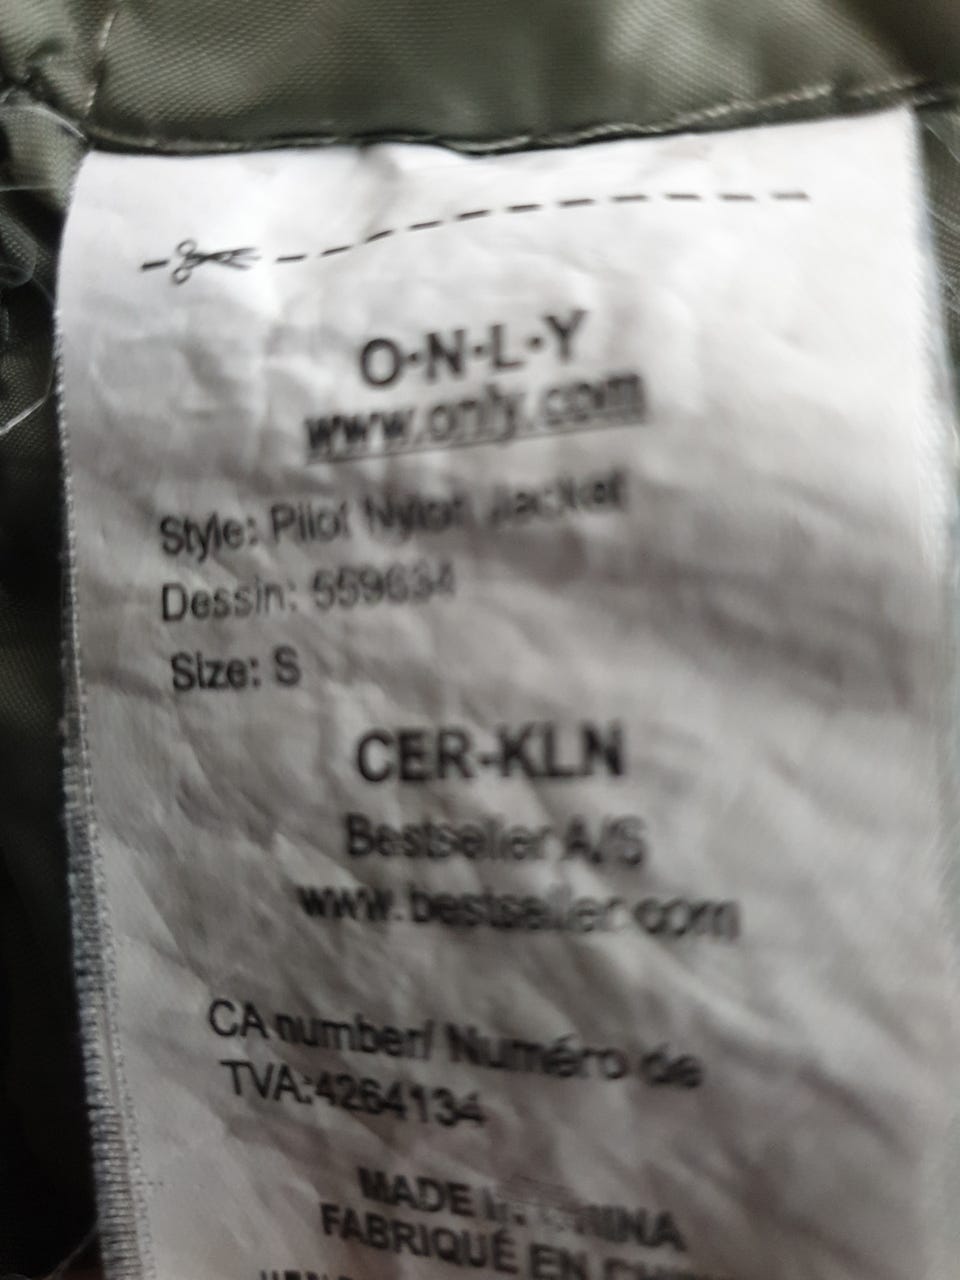 O•N•L•Y
www.only.com
Style: Pilot Nylon Jacket
Dessin: 559634
Size: S
CER-KLN
Bestseller A/S
www.bestseller.com
CA number/ Numéro de
TVA:4264134
MADE IN CHINA
FABRIQUÉ EN